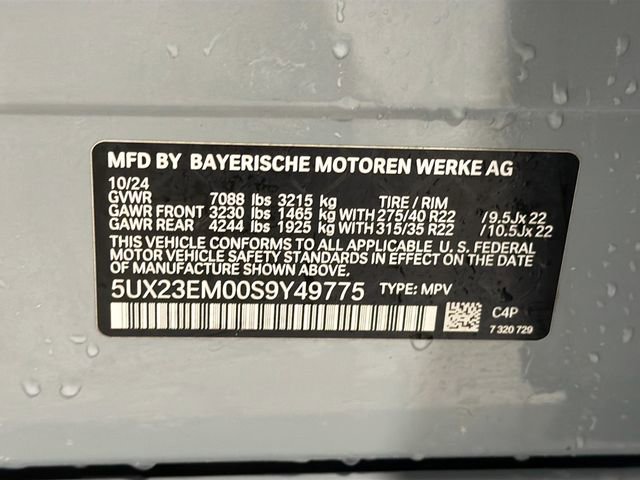 MFD BY BAYERISCHE MOTOREN WERKE AG
10/24
GVWR 7088 lbs 3215 kg TIRE / RIM
GAWR FRONT 3230 lbs 1465 kg WITH 275/40 R22 /9.5Jx 22
GAWR REAR 4244 lbs 1925 kg WITH 315/35 R22 /10.5Jx 22
THIS VEHICLE CONFORMS TO ALL APPLICABLE U. S. FEDERAL
MOTOR VEHICLE SAFETY STANDARDS IN EFFECT ON THE
DATE OF MANUFACTURE SHOWN ABOVE.
5UX23EM00S9Y49775 TYPE: MPV
C4P
7 320 729